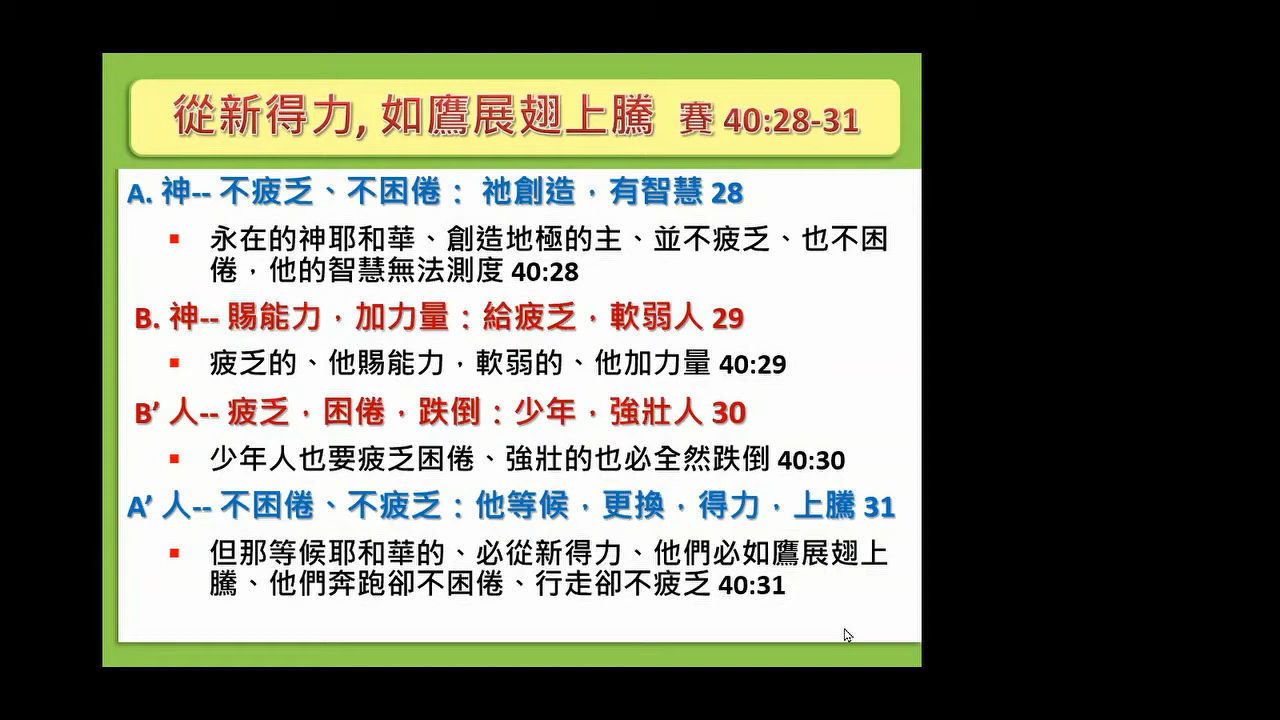 從新得力, 如鷹展翅上騰 賽 40:28-31
A. 神-- 不疲乏、不困倦： 祂創造，有智慧 28
▪ 永在的神耶和華、創造地極的主、並不疲乏、也不困
倦，他的智慧無法測度 40:28
B. 神-- 賜能力，加力量：給疲乏，軟弱人 29
▪ 疲乏的、他賜能力，軟弱的、他加力量 40:29
B’ 人-- 疲乏，困倦，跌倒：少年，強壯人 30
▪ 少年人也要疲乏困倦、強壯的也必全然跌倒 40:30
A’ 人-- 不困倦、不疲乏：他等候，更換，得力，上騰 31
▪ 但那等候耶和華的、必從新得力、他們必如鷹展翅上
騰、他們奔跑卻不困倦、行走卻不疲乏 40:31